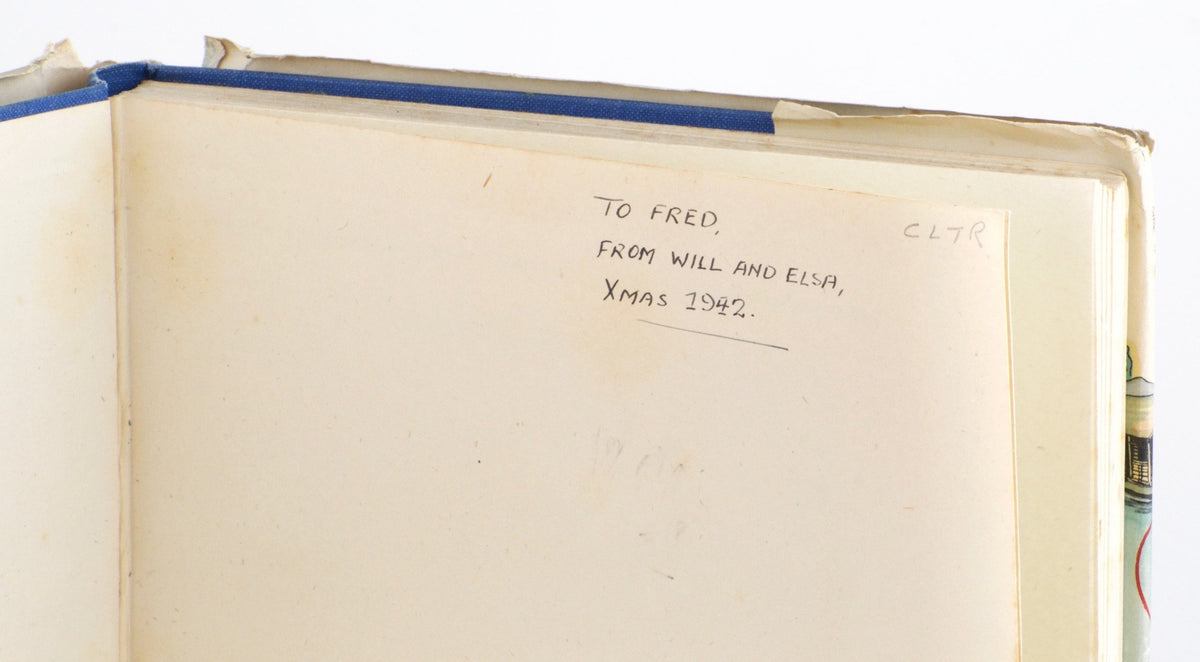 TO FRED,
FROM WILL AND ELSA,
XMAS 1942.
CLTR